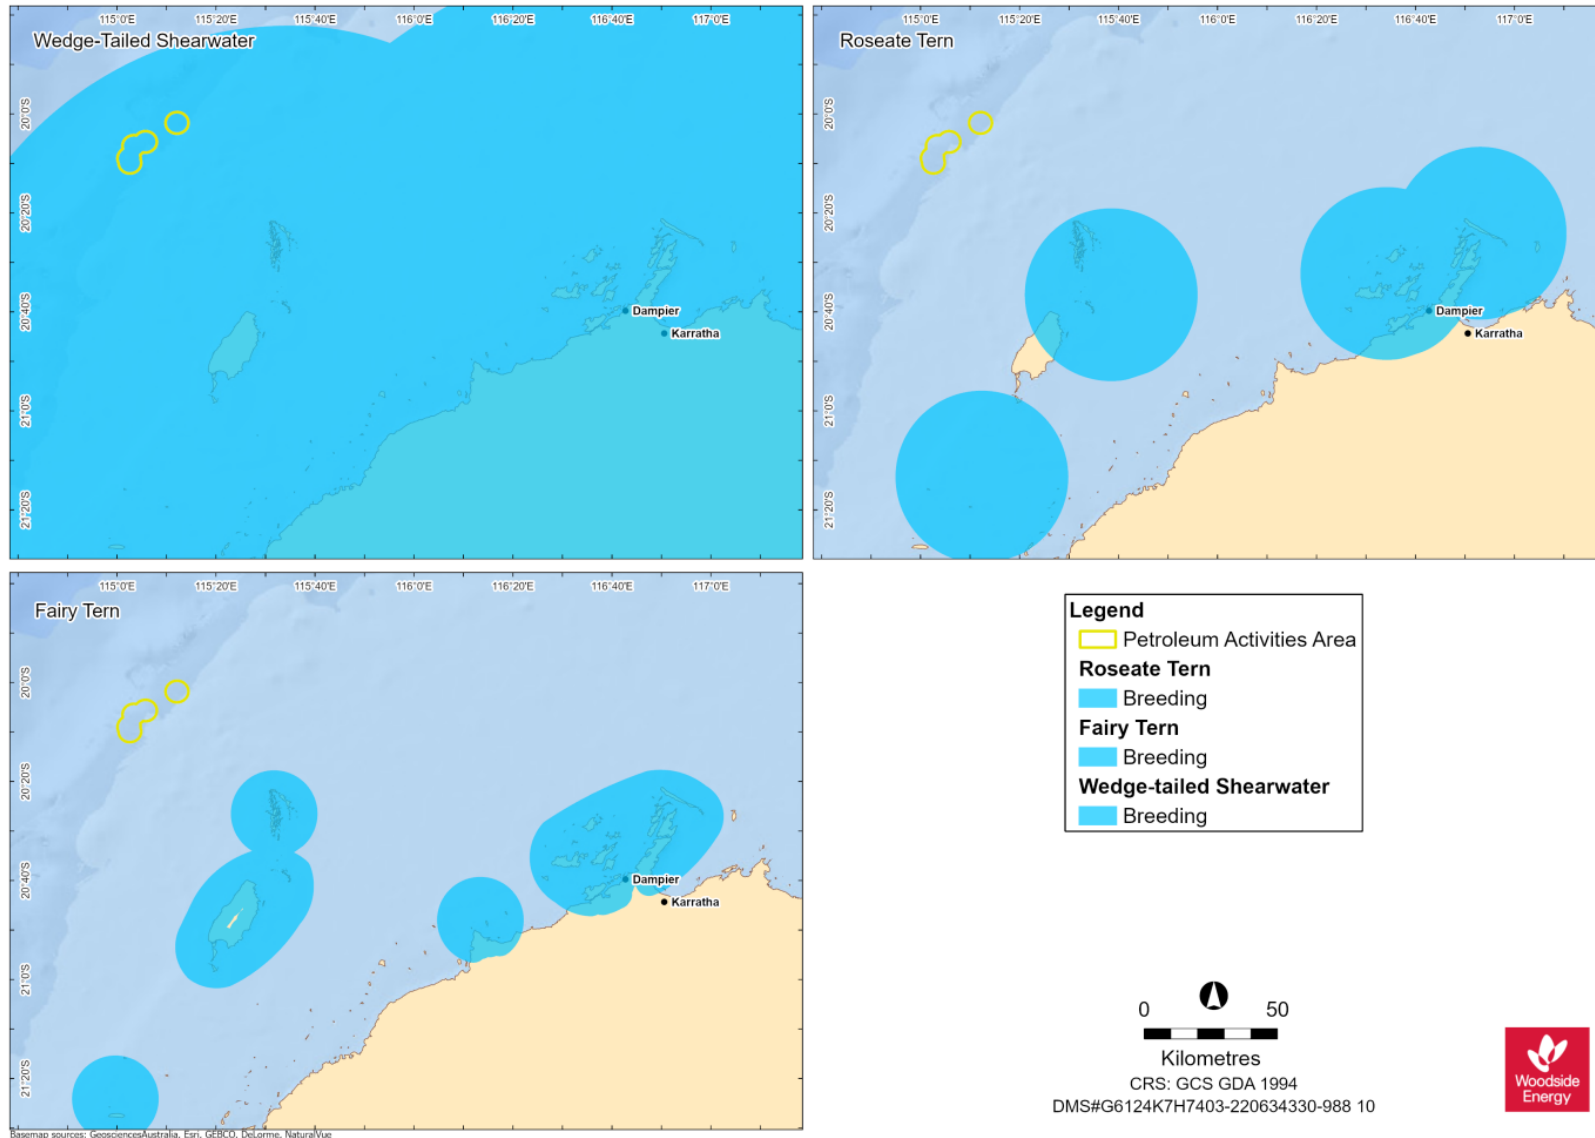 115°0'E 115°20'E 115°40'E 116°0'E 116°20'E 116°40'E 117°0'E
Wedge-Tailed Shearwater
20°0'S
20°20'S
20°40'S
21°0'S
21°20'S
Dampier
Karratha
115°0'E 115°20'E 115°40'E 116°0'E 116°20'E 116°40'E 117°0'E
Roseate Tern
20°0'S
20°20'S
20°40'S
21°0'S
21°20'S
Dampier
Karratha
115°0'E 115°20'E 115°40'E 116°0'E 116°20'E 116°40'E 117°0'E
Fairy Tern
20°0'S
20°20'S
20°40'S
21°0'S
21°20'S
Dampier
Karratha
Basemap sources: GeosciencesAustralia, Esri, GEBCO, DeLorme, NaturalVue
Legend
Petroleum Activities Area
Roseate Tern
Breeding
Fairy Tern
Breeding
Wedge-tailed Shearwater
Breeding
0 50
Kilometres
CRS: GCS GDA 1994
DMS#G6124K7H7403-220634330-988 10
Woodside
Energy